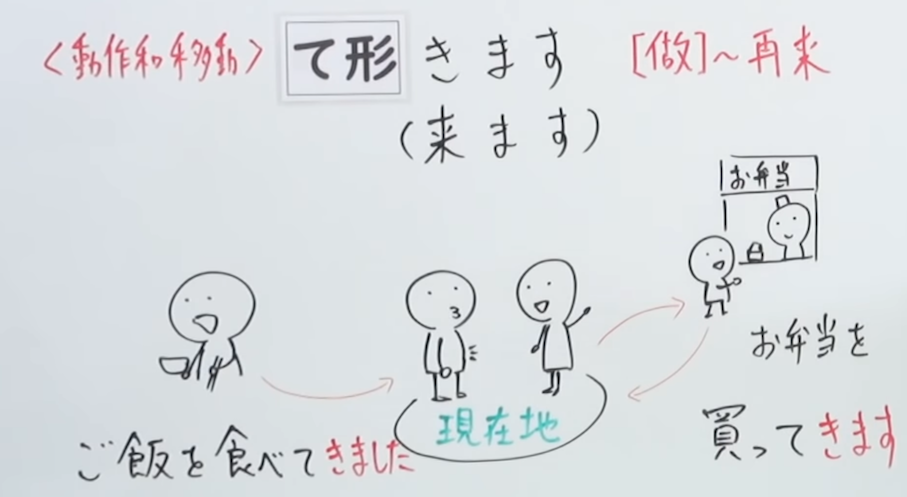 <動作和移動> て形 きます [做]~再来
(来ます)
お弁当
お弁当を
現在地
買ってきます
ご飯を食べてきました